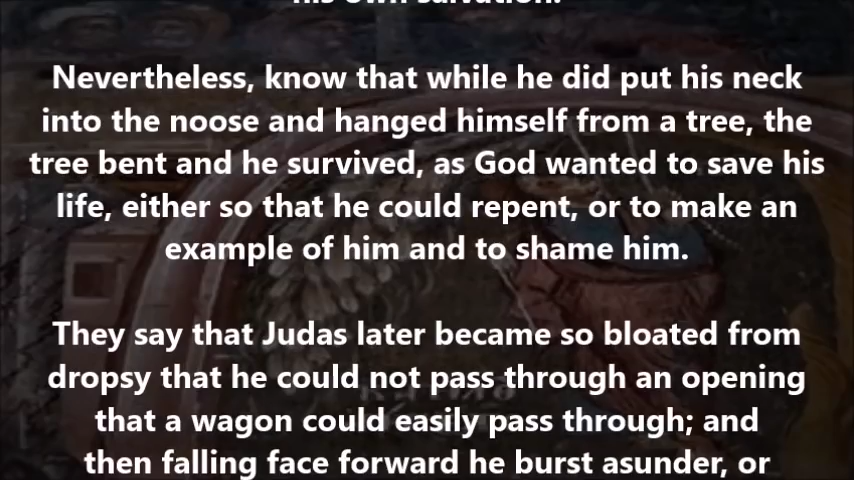 his own salvation.
Nevertheless, know that while he did put his neck
into the noose and hanged himself from a tree, the
tree bent and he survived, as God wanted to save his
life, either so that he could repent, or to make an
example of him and to shame him.
They say that Judas later became so bloated from
dropsy that he could not pass through an opening
that a wagon could easily pass through; and
then falling face forward he burst asunder, or